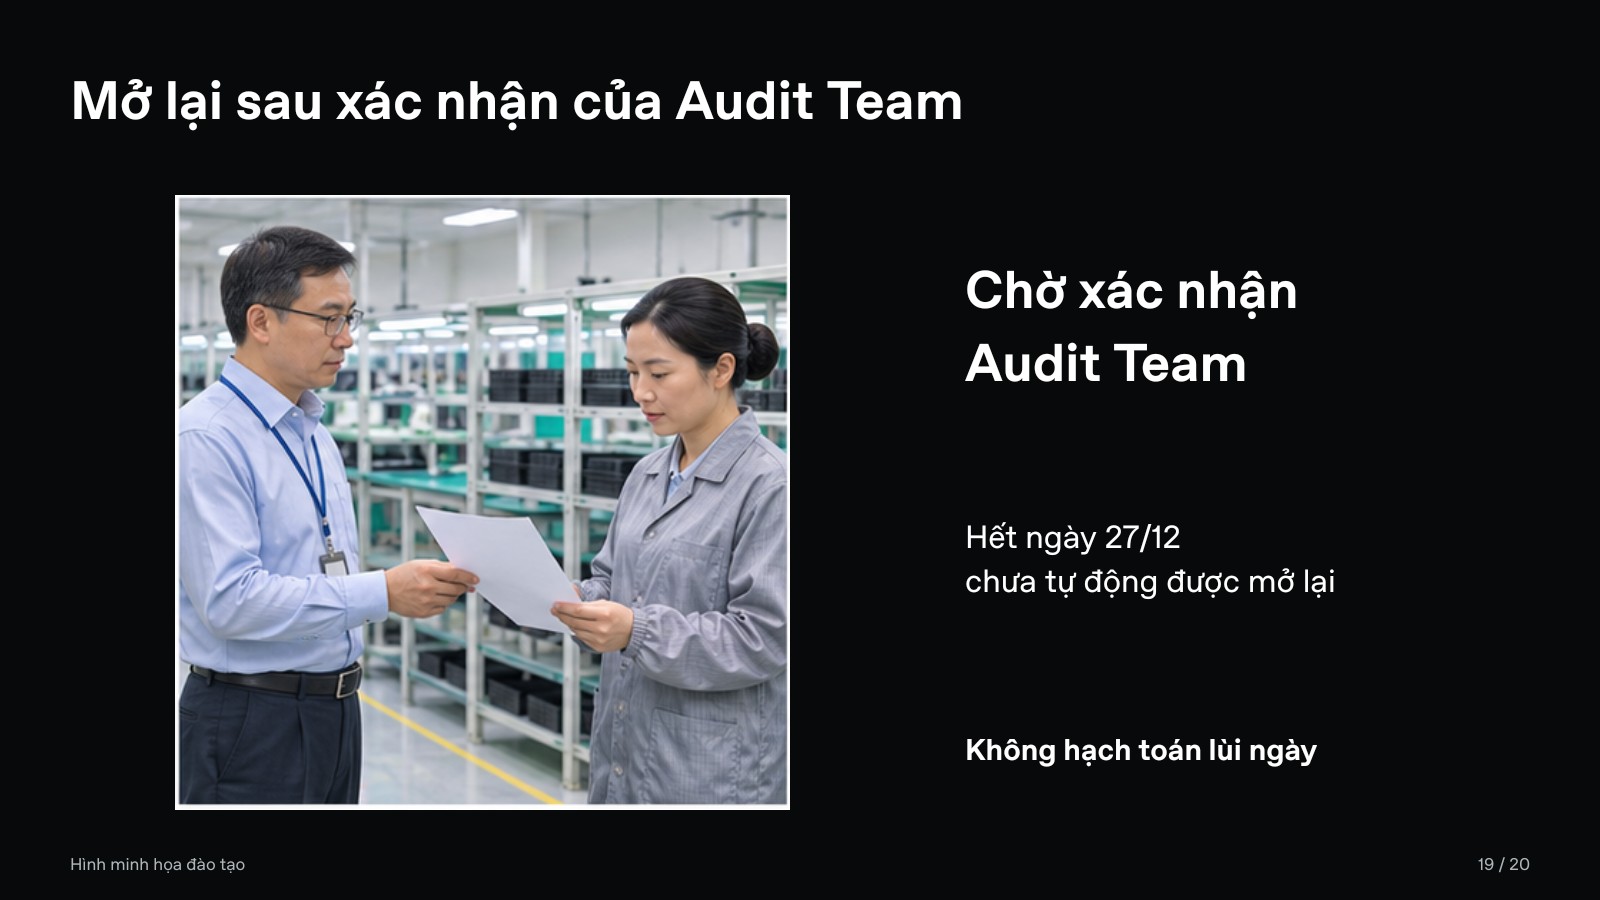 Mở lại sau xác nhận của Audit Team
Chờ xác nhận
Audit Team
Hết ngày 27/12
chưa tự động được mở lại
Không hạch toán lùi ngày
Hình minh họa đào tạo
19 / 20